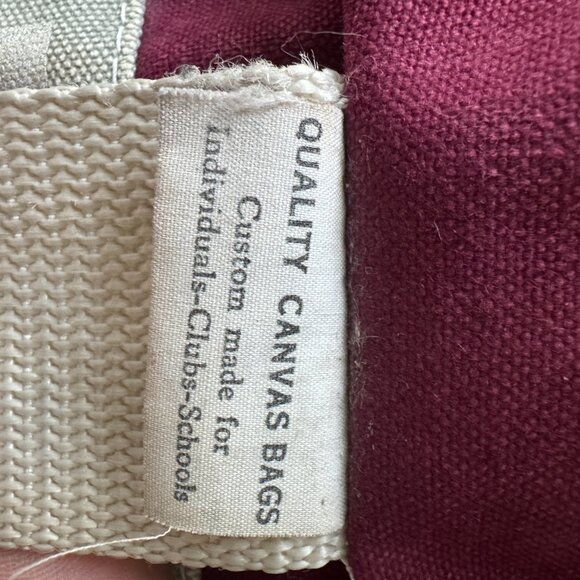 QUALITY CANVAS BAGS
Custom made for
Individuals-Clubs-Schools